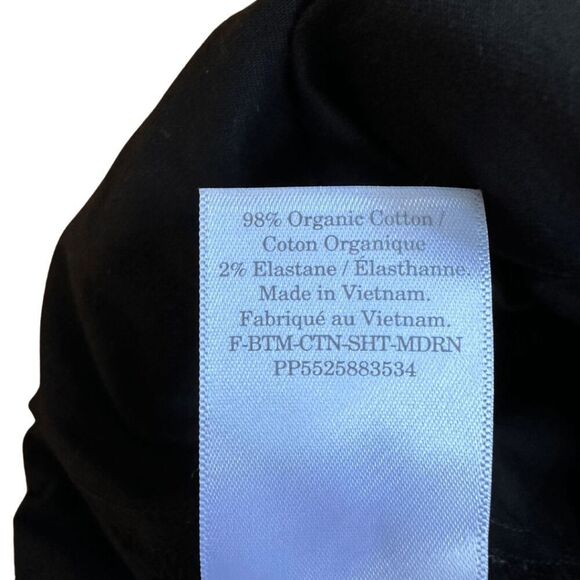 98% Organic Cotton /
Coton Organique
2% Elastane / Élasthanne.
Made in Vietnam.
Fabriqué au Vietnam.
F-BTM-CTN-SHT-MDRN
PP5525883534